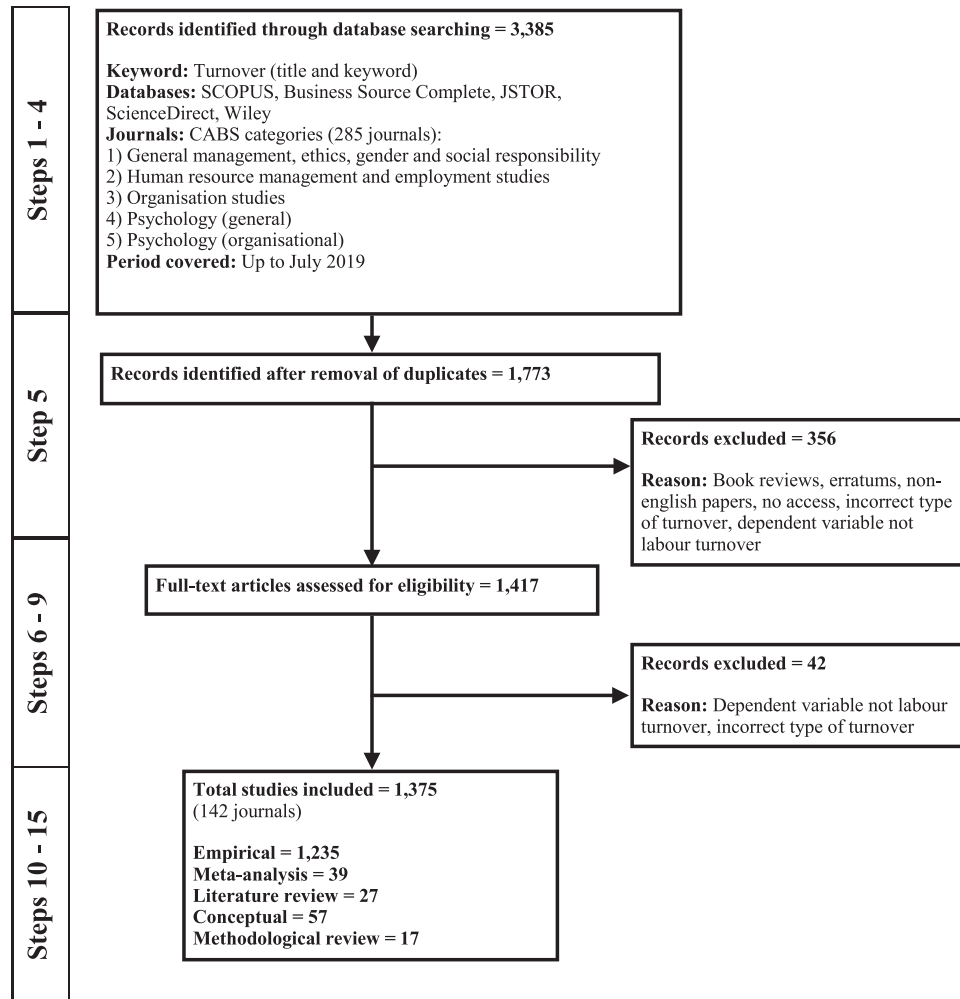 Steps 1 - 4
Records identified through database searching = 3,385
Keyword: Turnover (title and keyword)
Databases: SCOPUS, Business Source Complete, JSTOR,
ScienceDirect, Wiley
Journals: CABS categories (285 journals):
1) General management, ethics, gender and social responsibility
2) Human resource management and employment studies
3) Organisation studies
4) Psychology (general)
5) Psychology (organisational)
Period covered: Up to July 2019
Step 5
Records identified after removal of duplicates = 1,773
Records excluded = 356
Reason: Book reviews, erratums, non-
english papers, no access, incorrect type
of turnover, dependent variable not
labour turnover
Steps 6 - 9
Full-text articles assessed for eligibility = 1,417
Records excluded = 42
Reason: Dependent variable not labour
turnover, incorrect type of turnover
Steps 10 - 15
Total studies included = 1,375
(142 journals)
Empirical = 1,235
Meta-analysis = 39
Literature review = 27
Conceptual = 57
Methodological review = 17